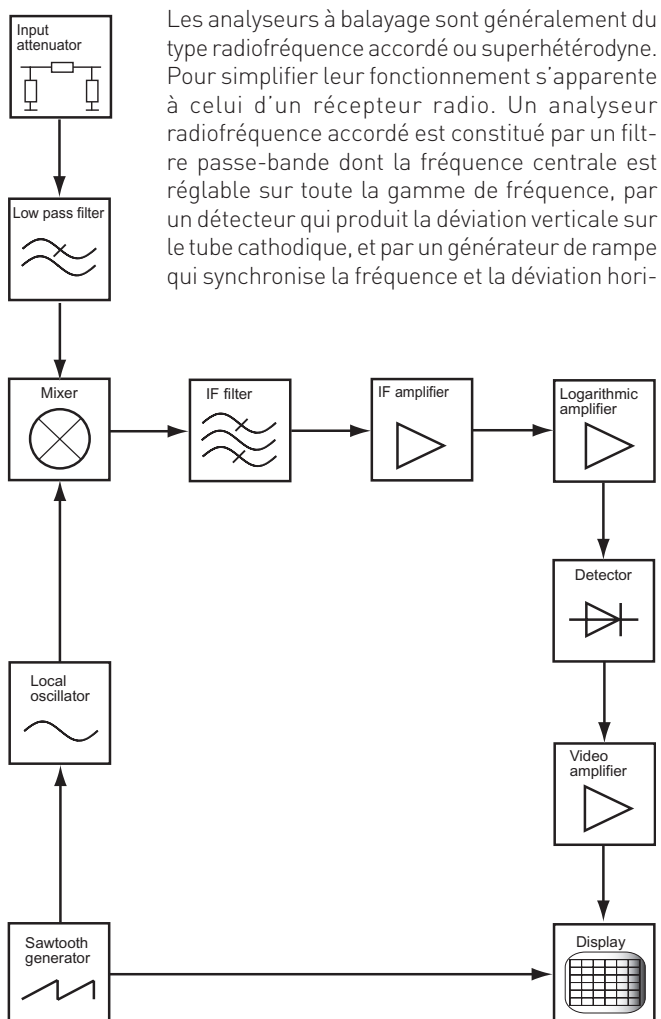 Input
attenuator
Les analyseurs à balayage sont généralement du
type radiofréquence accordé ou superhétérodyne.
Pour simplifier leur fonctionnement s’apparente
à celui d’un récepteur radio. Un analyseur
radiofréquence accordé est constitué par un filt-
re passe-bande dont la fréquence centrale est
réglable sur toute la gamme de fréquence, par
un détecteur qui produit la déviation verticale sur
le tube cathodique, et par un générateur de rampe
qui synchronise la fréquence et la déviation hori-
Low pass filter
Mixer
IF filter
IF amplifier
Logarithmic
amplifier
Detector
Local
oscillator
Video
amplifier
Sawtooth
generator
Display